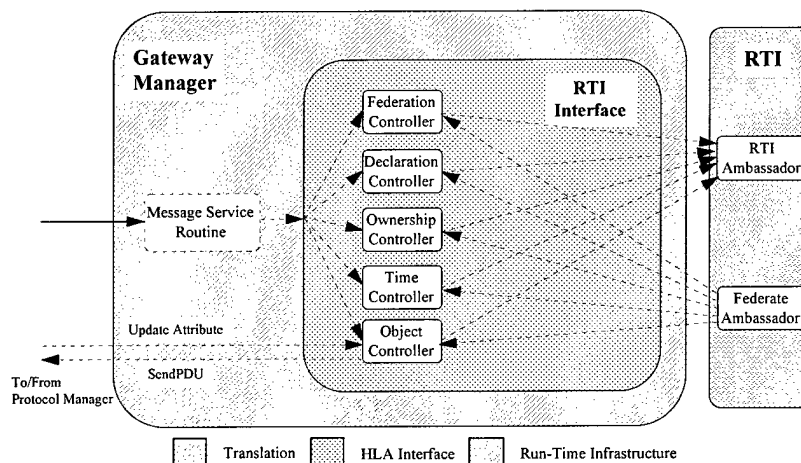 Gateway
Manager
RTI
Interface
RTI
Federation
Controller
Declaration
Controller
Ownership
Controller
Time
Controller
Object
Controller
Message Service
Routine
RTI
Ambassador
Federate
Ambassador
Update Attribute
SendPDU
To/From
Protocol Manager
Translation
HLA Interface
Run-Time Infrastructure